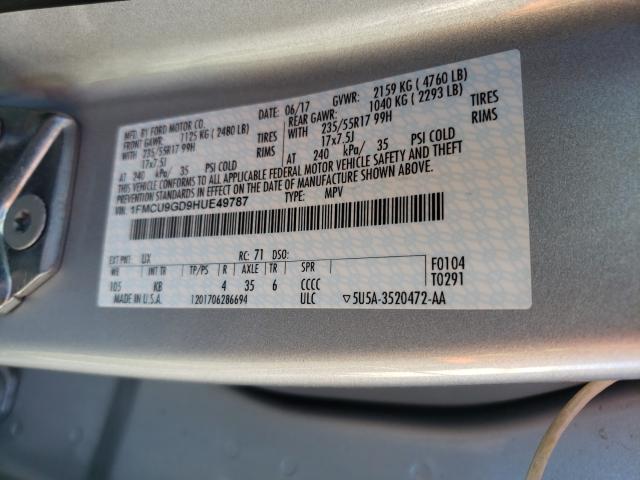 MFD. BY FORD MOTOR CO.
DATE: 06/17 GVWR: 2159 KG ( 4760 LB)
FRONT GAWR: 1125 KG ( 2480 LB)
REAR GAWR: 1040 KG ( 2293 LB)
WITH 235/55R17 99H TIRES
WITH 235/55R17 99H TIRES
17x7.5J RIMS
17x7.5J RIMS
AT 240 kPa/ 35 PSI COLD
AT 240 kPa/ 35 PSI COLD
THIS VEHICLE CONFORMS TO ALL APPLICABLE FEDERAL MOTOR VEHICLE SAFETY AND THEFT
PREVENTION STANDARDS IN EFFECT ON THE DATE OF MANUFACTURE SHOWN ABOVE.
VIN: 1FMCU9GD9HUE49787 TYPE: MPV
EXT PNT: UX RC: 71 DSO: F0104
WB INT TR TP/PS R AXLE TR SPR T0291
105 KB 4 35 6 CCCC
MADE IN U.S.A. 1201706286694 ULC ▽5U5A-3520472-AA